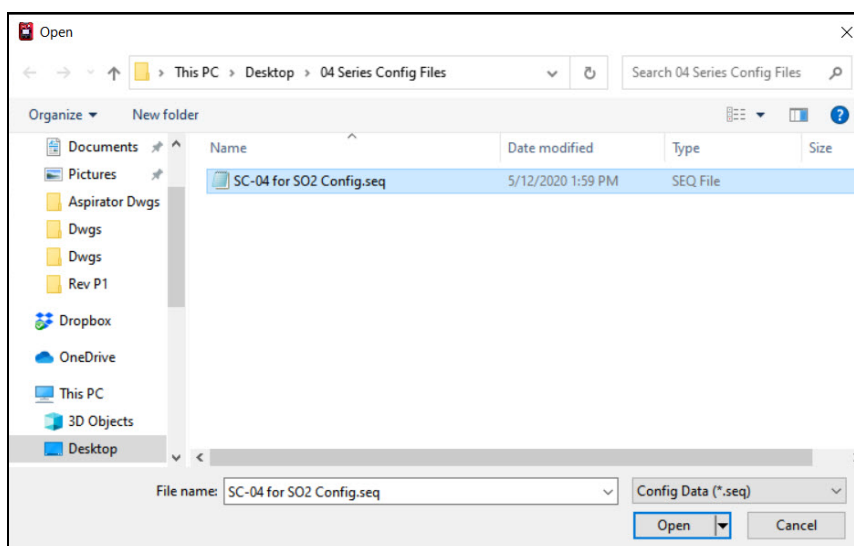 Open
This PC > Desktop > 04 Series Config Files
Search 04 Series Config Files
Organize
New folder
Documents
Pictures
Aspirator Dwgs
Dwgs
Dwgs
Rev P1
Dropbox
OneDrive
This PC
3D Objects
Desktop
Name Date modified Type Size
SC-04 for SO2 Config.seq 5/12/2020 1:59 PM SEQ File
File name: SC-04 for SO2 Config.seq Config Data (*.seq)
Open Cancel